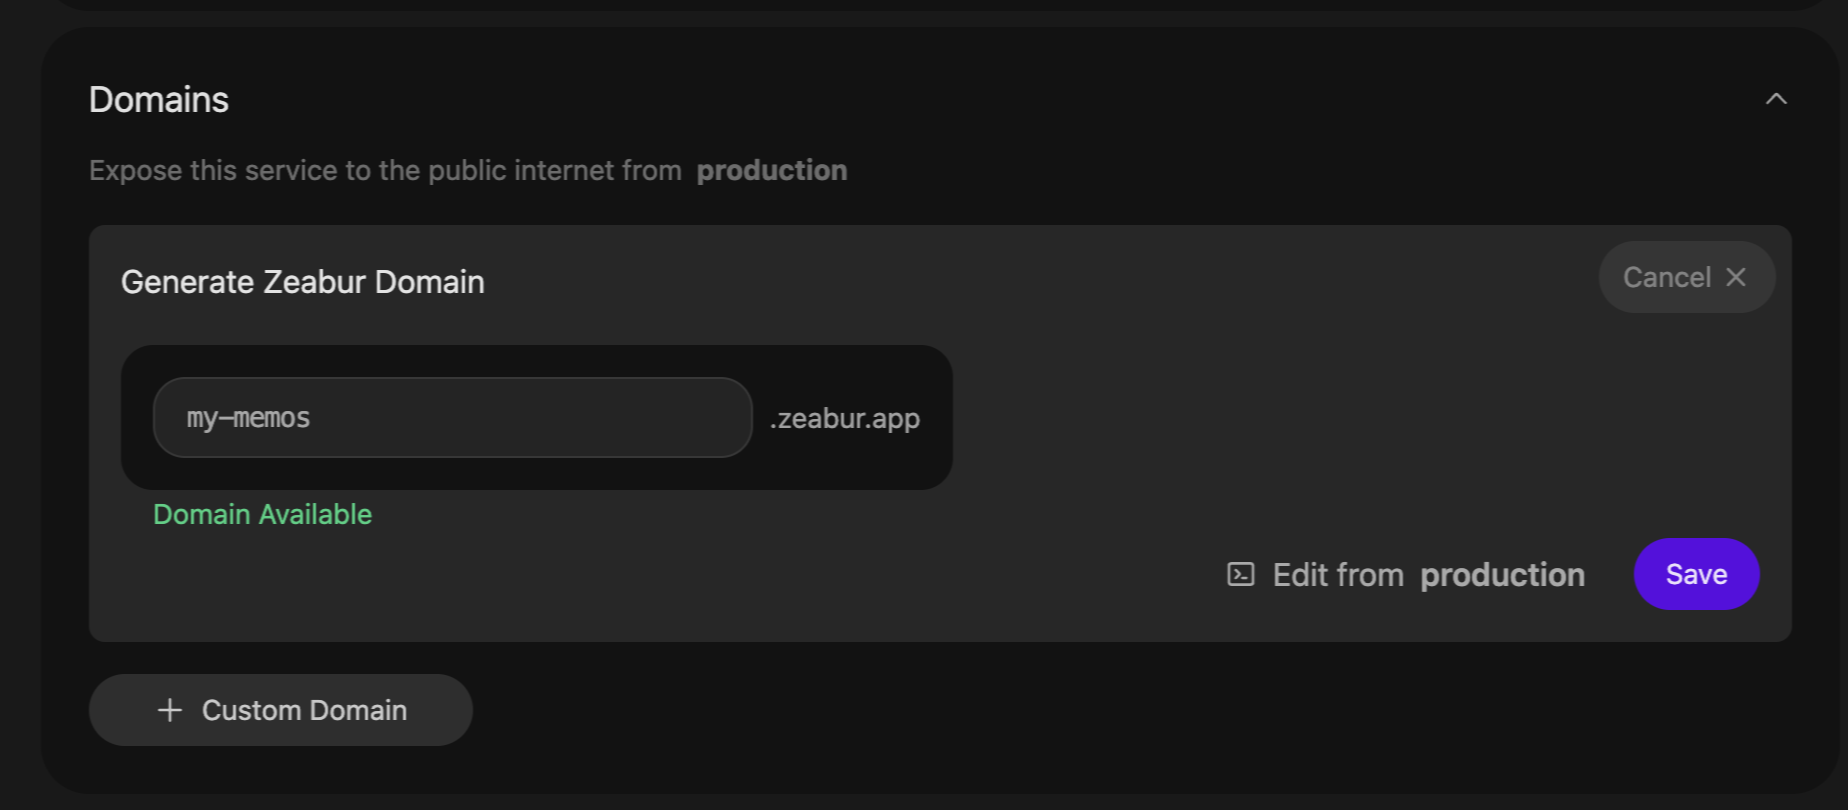 Domains
Expose this service to the public internet from production
Generate Zeabur Domain
Cancel
my-memos
.zeabur.app
Domain Available
Edit from production
Save
Custom Domain